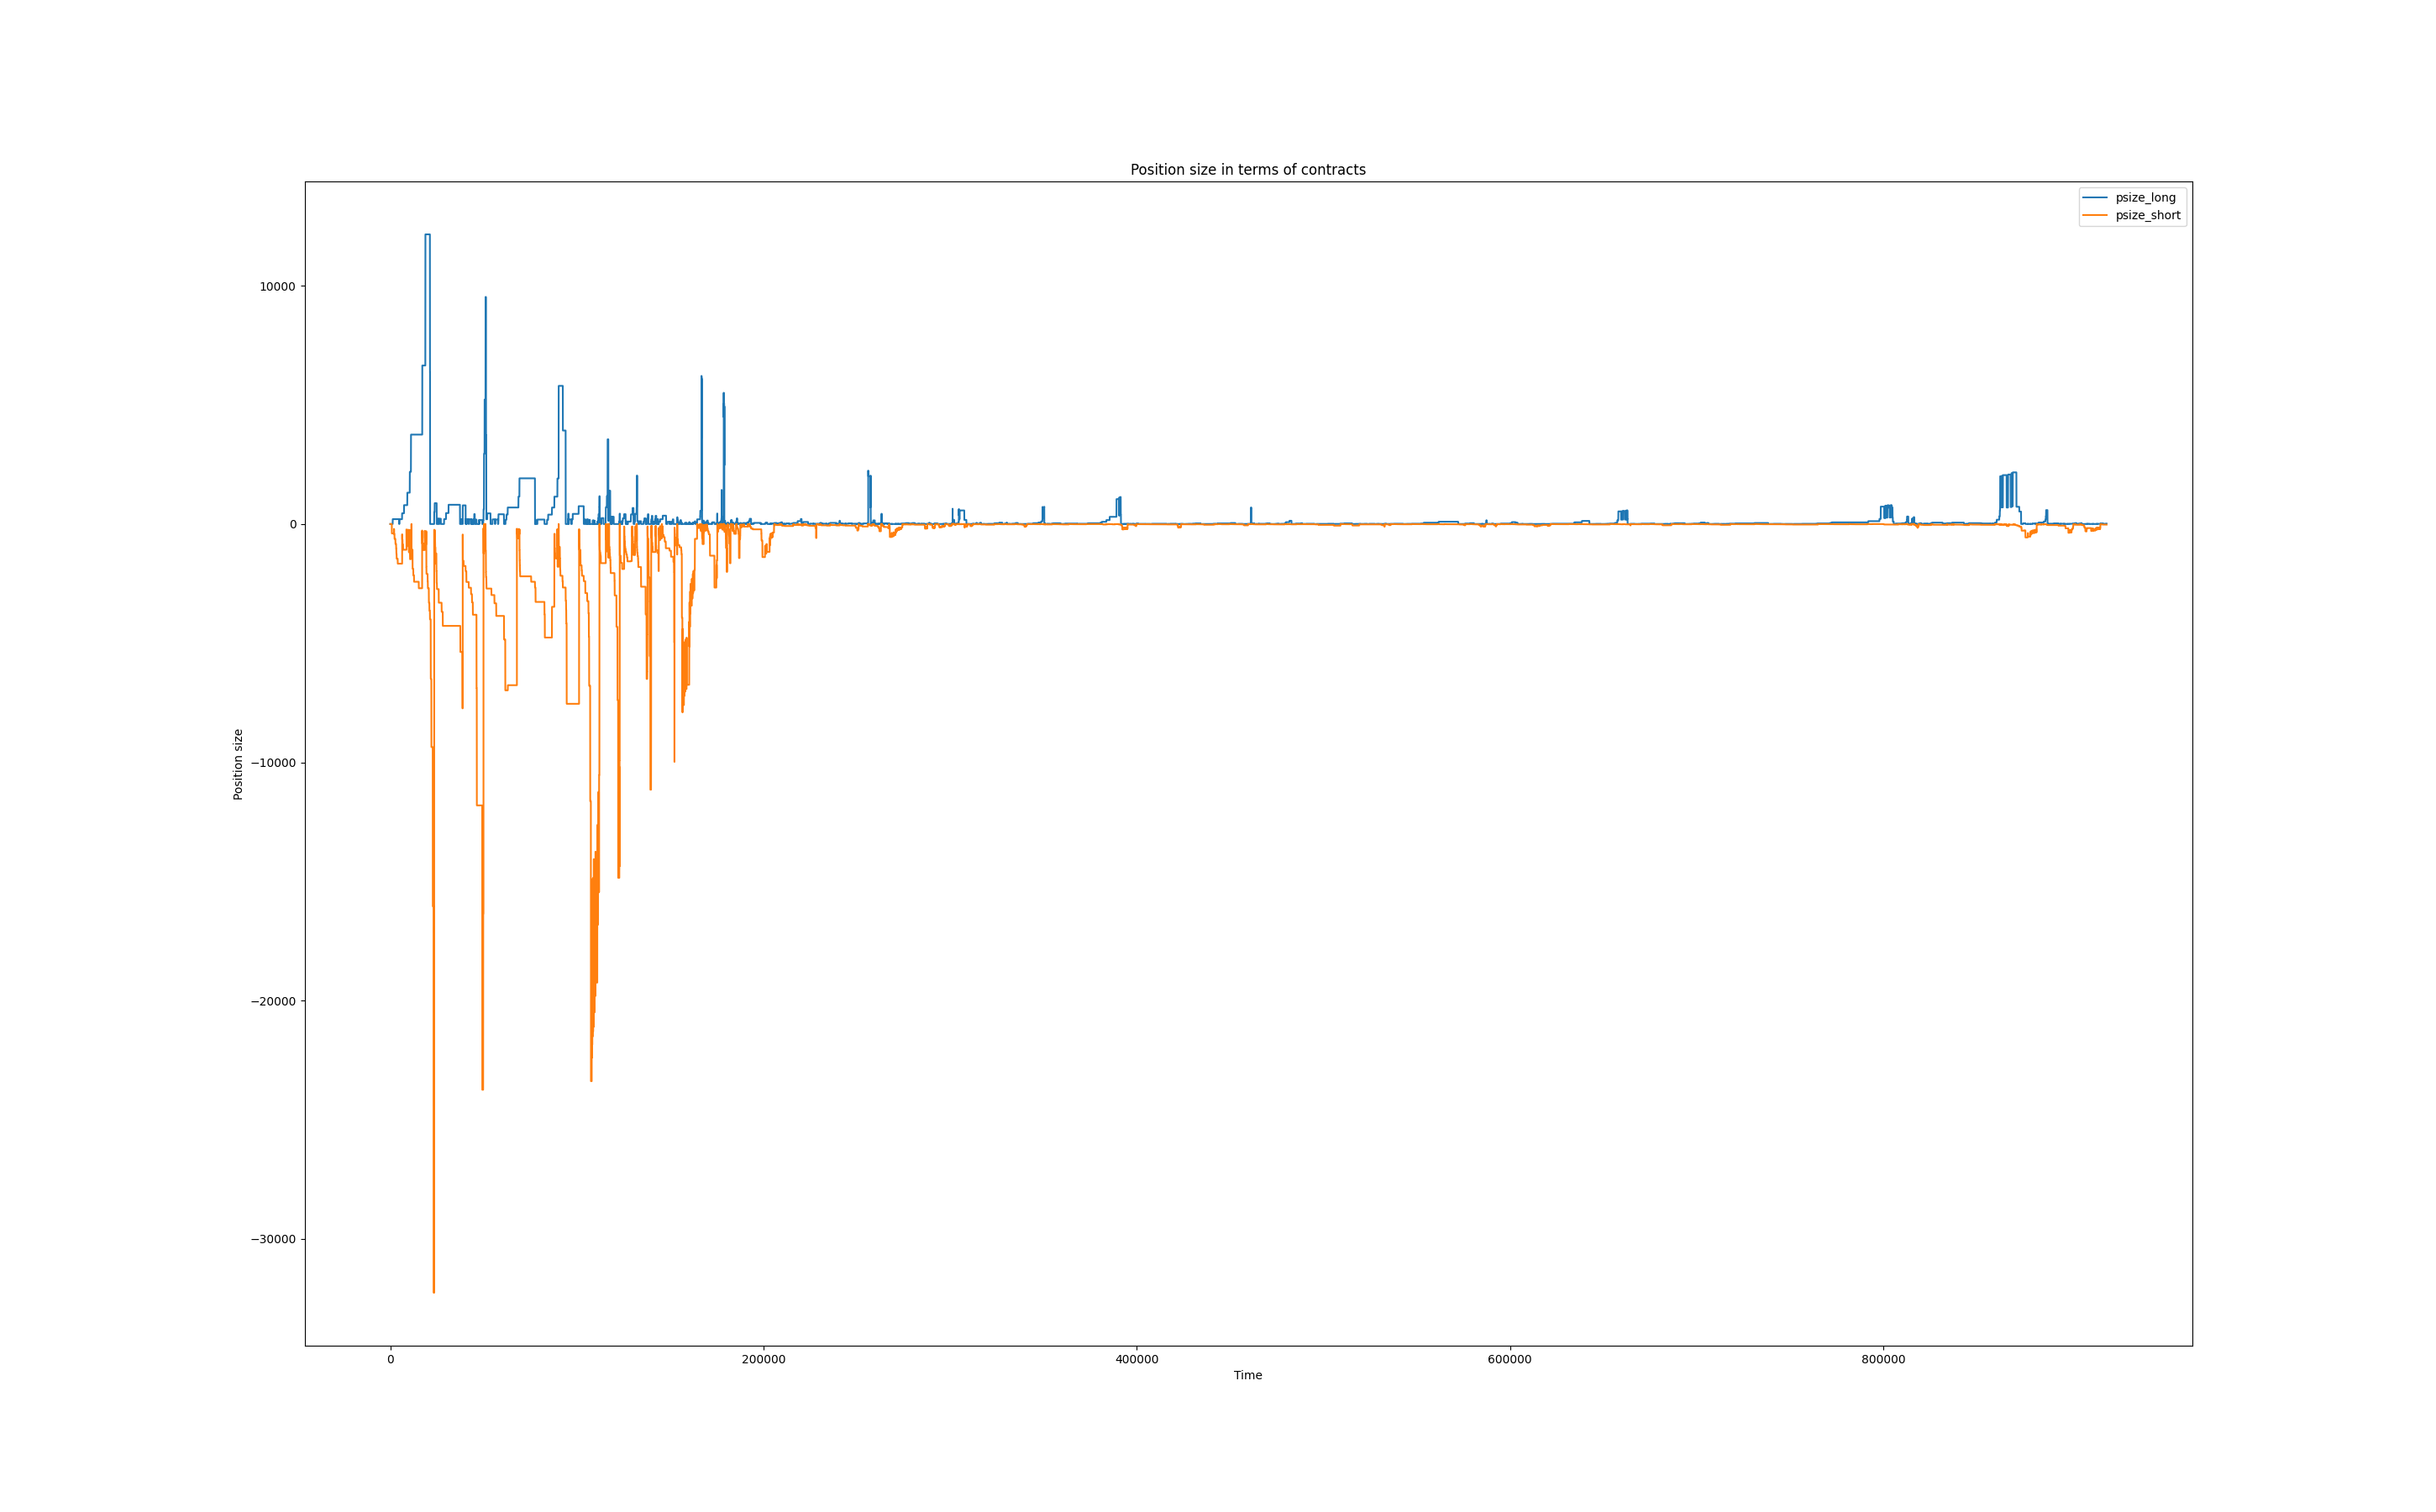 Position size in terms of contracts
psize_long
psize_short
10000
0
−10000
−20000
−30000
Position size
0
200000
400000
600000
800000
Time